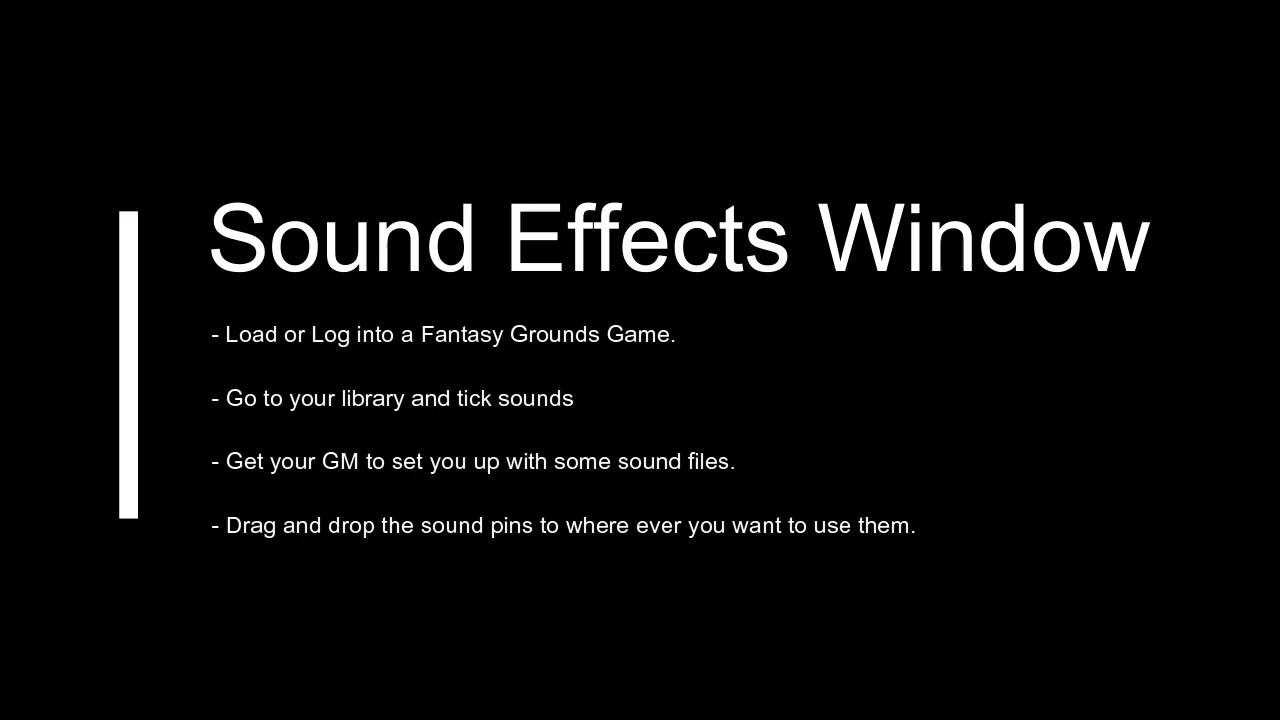 Sound Effects Window
- Load or Log into a Fantasy Grounds Game.
- Go to your library and tick sounds
- Get your GM to set you up with some sound files.
- Drag and drop the sound pins to where ever you want to use them.